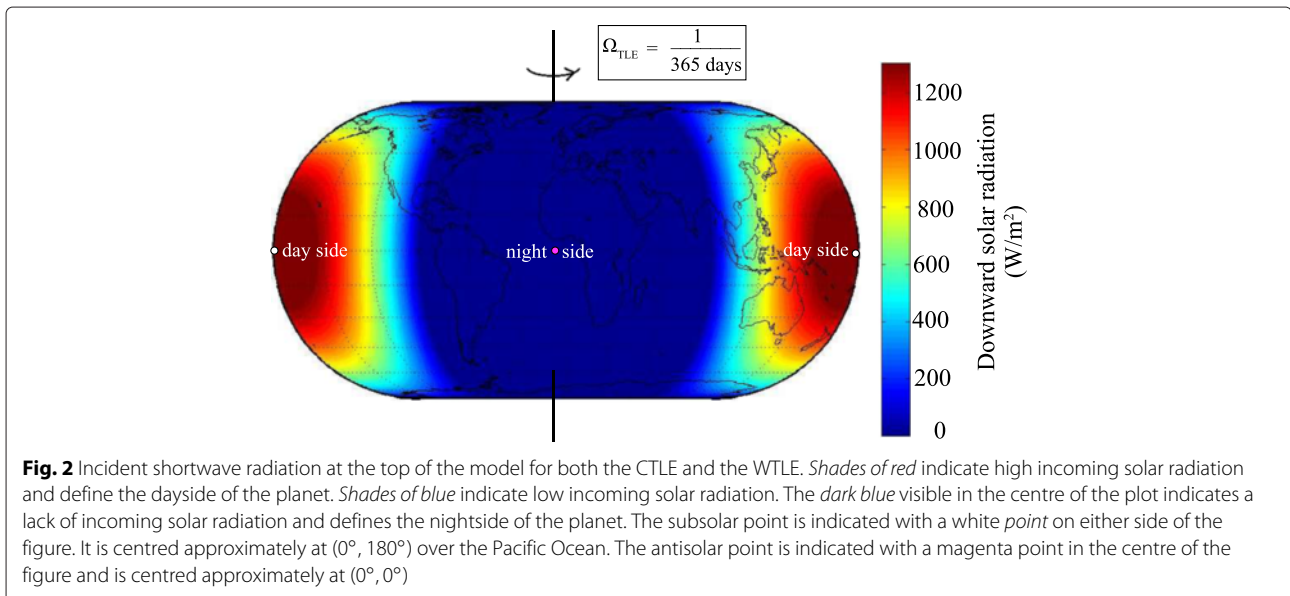 Ω_TLE = 1 / 365 days
1200
1000
800
600
400
200
0
Downward solar radiation
(W/m²)
day side
night side
day side
Fig. 2 Incident shortwave radiation at the top of the model for both the CTLE and the WTLE. Shades of red indicate high incoming solar radiation
and define the dayside of the planet. Shades of blue indicate low incoming solar radiation. The dark blue visible in the centre of the plot indicates a
lack of incoming solar radiation and defines the nightside of the planet. The subsolar point is indicated with a white point on either side of the
figure. It is centred approximately at (0°, 180°) over the Pacific Ocean. The antisolar point is indicated with a magenta point in the centre of the
figure and is centred approximately at (0°, 0°)